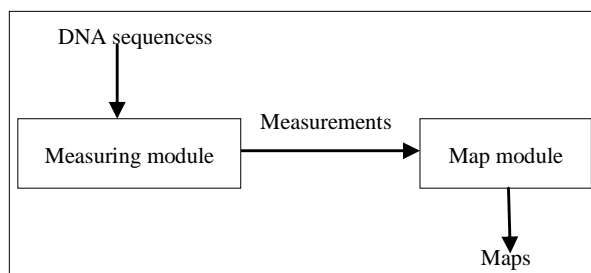 DNA sequencess
Measurements
Measuring module
Map module
Maps